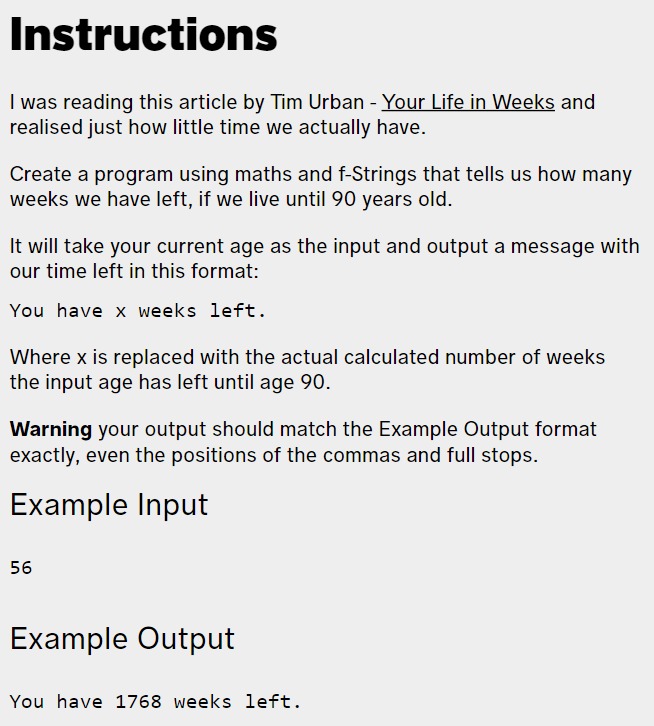 Instructions
I was reading this article by Tim Urban - Your Life in Weeks and
realised just how little time we actually have.
Create a program using maths and f-Strings that tells us how many
weeks we have left, if we live until 90 years old.
It will take your current age as the input and output a message with
our time left in this format:
You have x weeks left.
Where x is replaced with the actual calculated number of weeks
the input age has left until age 90.
Warning your output should match the Example Output format
exactly, even the positions of the commas and full stops.
Example Input
56
Example Output
You have 1768 weeks left.